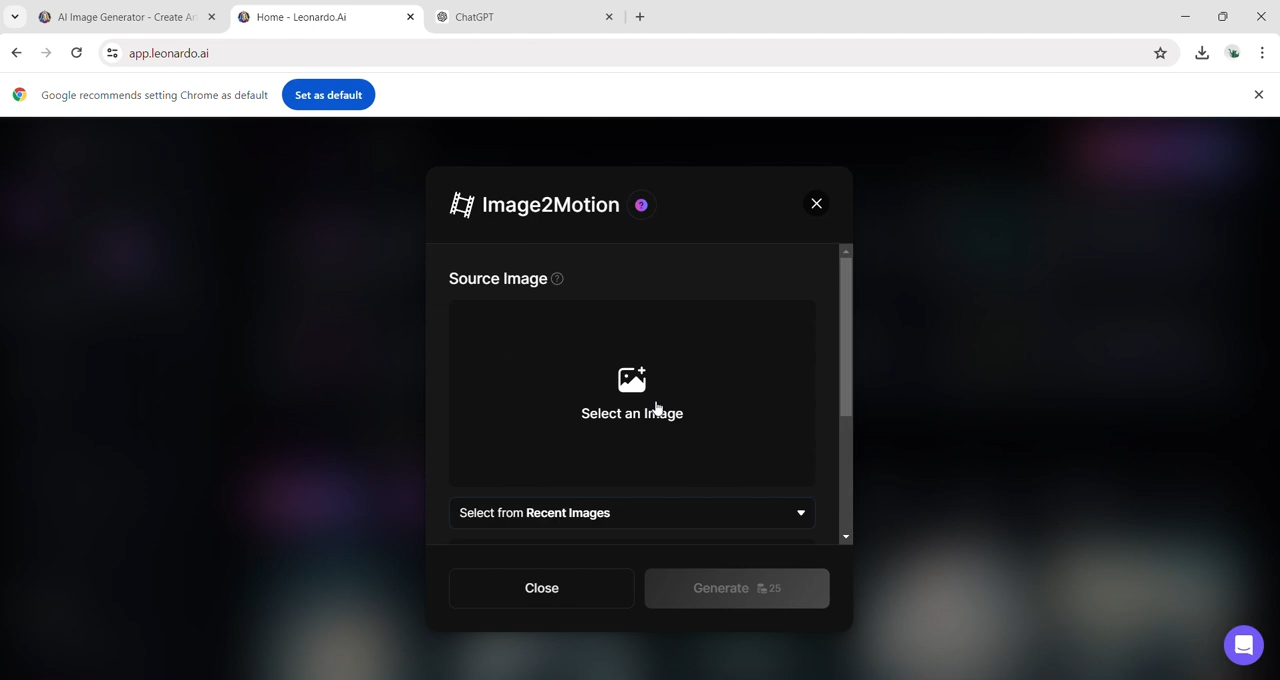 AI Image Generator - Create Ar
Home - Leonardo.Ai
ChatGPT
app.leonardo.ai
Google recommends setting Chrome as default
Set as default
Image2Motion ?
Source Image ?
Select an Image
Select from Recent Images
Close
Generate 25